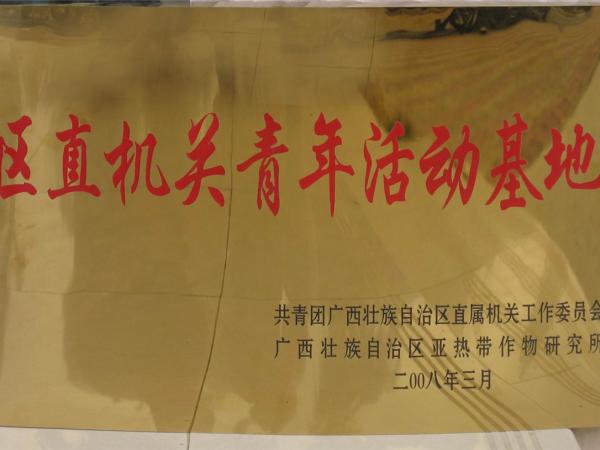 区直机关青年活动基地
共青团广西壮族自治区直属机关工作委员会
广西壮族自治区亚热带作物研究所
二00八年三月